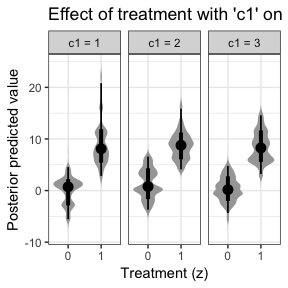 Effect of treatment with 'c1' on
c1 = 1
c1 = 2
c1 = 3
Posterior predicted value
20
10
0
-10
0
1
0
1
0
1
Treatment (z)